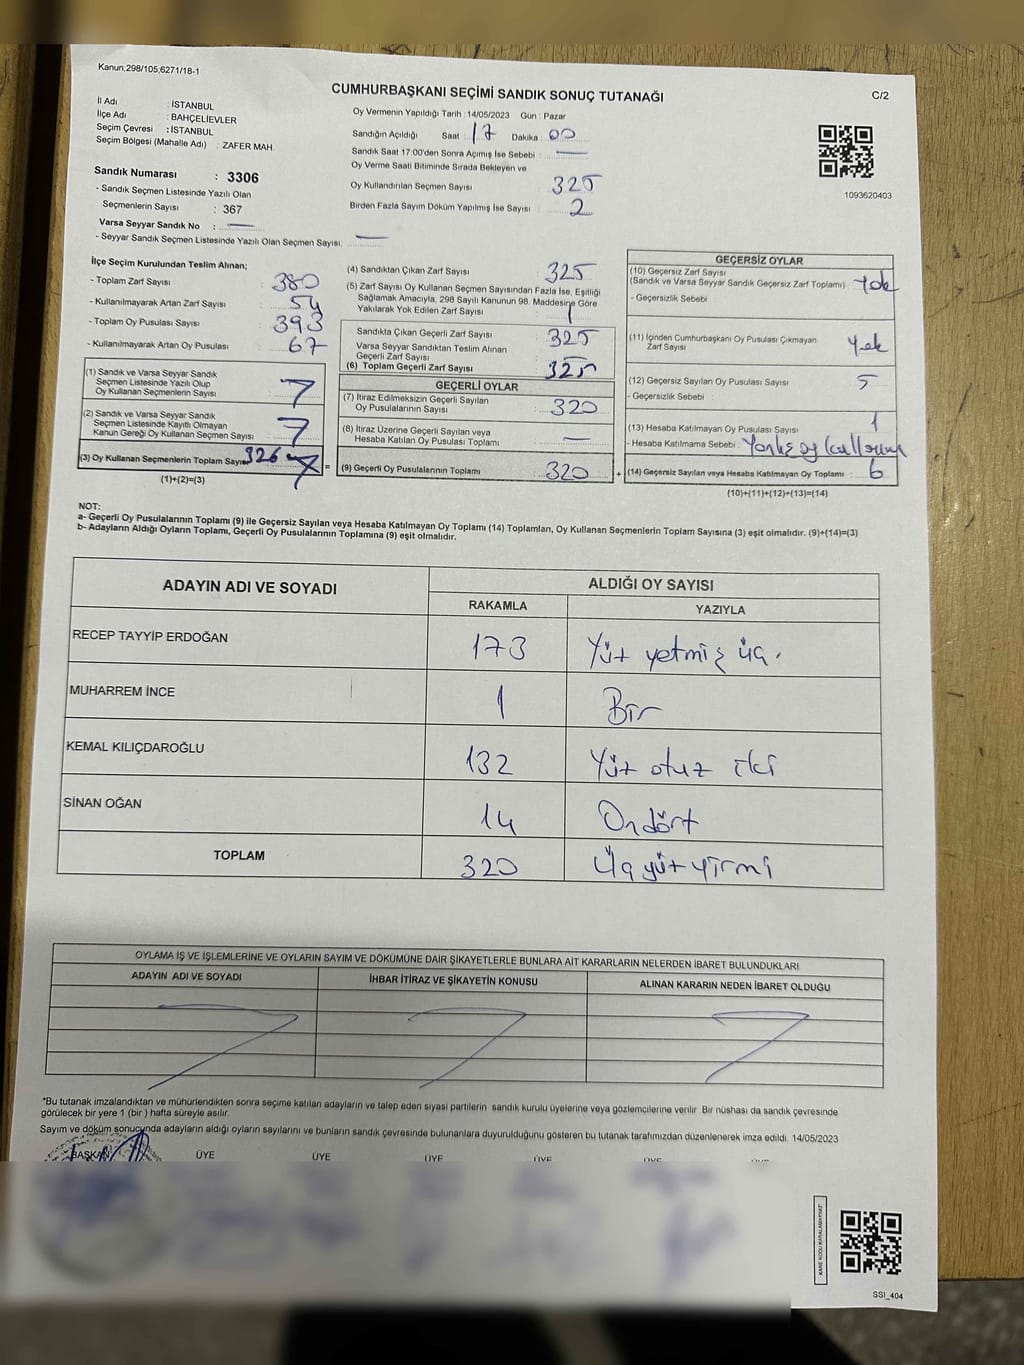 Kanun;298/105,6271/18-1
CUMHURBAŞKANI SEÇİMİ SANDIK SONUÇ TUTANAĞI
C/2
İl Adı : İSTANBUL
İlçe Adı : BAHÇELİEVLER
Seçim Çevresi : İSTANBUL
Seçim Bölgesi (Mahalle Adı) : ZAFER MAH.
Sandık Numarası : 3306
- Sandık Seçmen Listesinde Yazılı Olan
Seçmenlerin Sayısı : 367
Varsa Seyyar Sandık No : —
- Seyyar Sandık Seçmen Listesinde Yazılı Olan Seçmen Sayısı: —
Oy Vermenin Yapıldığı Tarih : 14/05/2023 Gün : Pazar
Sandığın Açıldığı Saat : 17 Dakika : 00
Sandık Saat 17:00'den Sonra Açımış İse Sebebi : —
Oy Verme Saati Bitiminde Sırada Bekleyen ve
Oy Kullandırılan Seçmen Sayısı : 325
Birden Fazla Sayım Döküm Yapılmış İse Sayısı : 2
1093620403
İlçe Seçim Kurulundan Teslim Alınan;
- Toplam Zarf Sayısı : 380
- Kullanılmayarak Artan Zarf Sayısı : 54
- Toplam Oy Pusulası Sayısı : 393
- Kullanılmayarak Artan Oy Pusulası : 67
(1) Sandık ve Varsa Seyyar Sandık
Seçmen Listesinde Yazılı Olup
Oy Kullanan Seçmenlerin Sayısı :
(2) Sandık ve Varsa Seyyar Sandık
Seçmen Listesinde Kayıtlı Olmayan
Kanun Gereği Oy Kullanan Seçmen Sayısı :
(3) Oy Kullanan Seçmenlerin Toplam Sayısı 326 =
(1)+(2)=(3)
(4) Sandıktan Çıkan Zarf Sayısı : 325
(5) Zarf Sayısı Oy Kullanan Seçmen Sayısından Fazla İse, Eşitliği
Sağlamak Amacıyla, 298 Sayılı Kanunun 98. Maddesine Göre
Yakılarak Yok Edilen Zarf Sayısı :
Sandıkta Çıkan Geçerli Zarf Sayısı : 325
Varsa Seyyar Sandıktan Teslim Alınan
Geçerli Zarf Sayısı
(6) Toplam Geçerli Zarf Sayısı : 325
GEÇERLİ OYLAR
(7) İtiraz Edilmeksizin Geçerli Sayılan
Oy Pusulalarının Sayısı : 320
(8) İtiraz Üzerine Geçerli Sayılan veya
Hesaba Katılan Oy Pusulası Toplamı : —
(9) Geçerli Oy Pusulalarının Toplamı : 320 +
GEÇERSİZ OYLAR
(10) Geçersiz Zarf Sayısı
(Sandık ve Varsa Seyyar Sandık Geçersiz Zarf Toplamı) : Yok
- Geçersizlik Sebebi :
(11) İçinden Cumhurbaşkanı Oy Pusulası Çıkmayan
Zarf Sayısı : Yok
(12) Geçersiz Sayılan Oy Pusulası Sayısı : 5
- Geçersizlik Sebebi :
(13) Hesaba Katılmayan Oy Pusulası Sayısı : 1
- Hesaba Katılmama Sebebi : oy
(14) Geçersiz Sayılan veya Hesaba Katılmayan Oy Toplamı : 6
(10)+(11)+(12)+(13)=(14)
NOT:
a- Geçerli Oy Pusulalarının Toplamı (9) ile Geçersiz Sayılan veya Hesaba Katılmayan Oy Toplamı (14) Toplamları, Oy Kullanan Seçmenlerin Toplam Sayısına (3) eşit olmalıdır. (9)+(14)=(3)
b- Adayların Aldığı Oyların Toplamı, Geçerli Oy Pusulalarının Toplamına (9) eşit olmalıdır.
ADAYIN ADI VE SOYADI ALDIĞI OY SAYISI
RAKAMLA YAZIYLA
RECEP TAYYİP ERDOĞAN 173 Yüz yetmiş üç.
MUHARREM İNCE 1 Bir
KEMAL KILIÇDAROĞLU 132 Yüz otuz iki
SİNAN OĞAN 14 Ondört
TOPLAM 320 Üç yüz yirmi
OYLAMA İŞ VE İŞLEMLERİNE VE OYLARIN SAYIM VE DÖKÜMÜNE DAİR ŞİKAYETLERLE BUNLARA AİT KARARLARIN NELERDEN İBARET BULUNDUKLARI
ADAYIN ADI VE SOYADI İHBAR İTİRAZ VE ŞİKAYETİN KONUSU ALINAN KARARIN NEDEN İBARET OLDUĞU
*Bu tutanak imzalandıktan ve mühürlendikten sonra seçime katılan adayların ve talep eden siyasi partilerin sandık kurulu üyelerine veya gözlemcilerine verilir. Bir nüshası da sandık çevresinde
görülecek bir yere 1 (bir) hafta süreyle asılır.
Sayım ve döküm sonucunda adayların aldığı oyların sayılarını ve bunların sandık çevresinde bulunanlara duyurulduğunu gösteren bu tutanak tarafımızdan düzenlenerek imza edildi. 14/05/2023
BAŞKAN ÜYE ÜYE ÜYE ÜYE ÜYE
KARE KODU KARALAMAYINIZ!
SSI_404